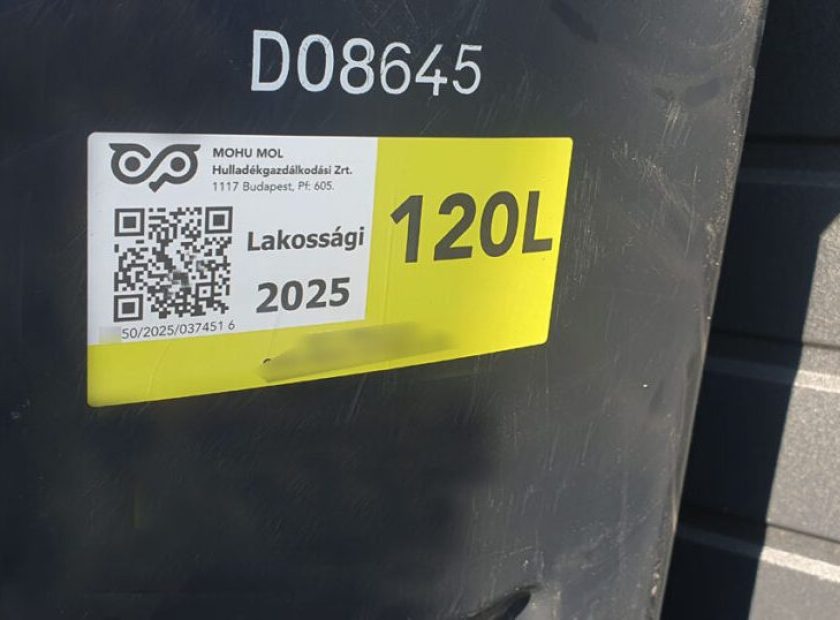 D08645
MOHU MOL
Hulladékgazdálkodási Zrt.
1117 Budapest, Pf: 605.
Lakossági
2025
120L
50/2025/037451 6